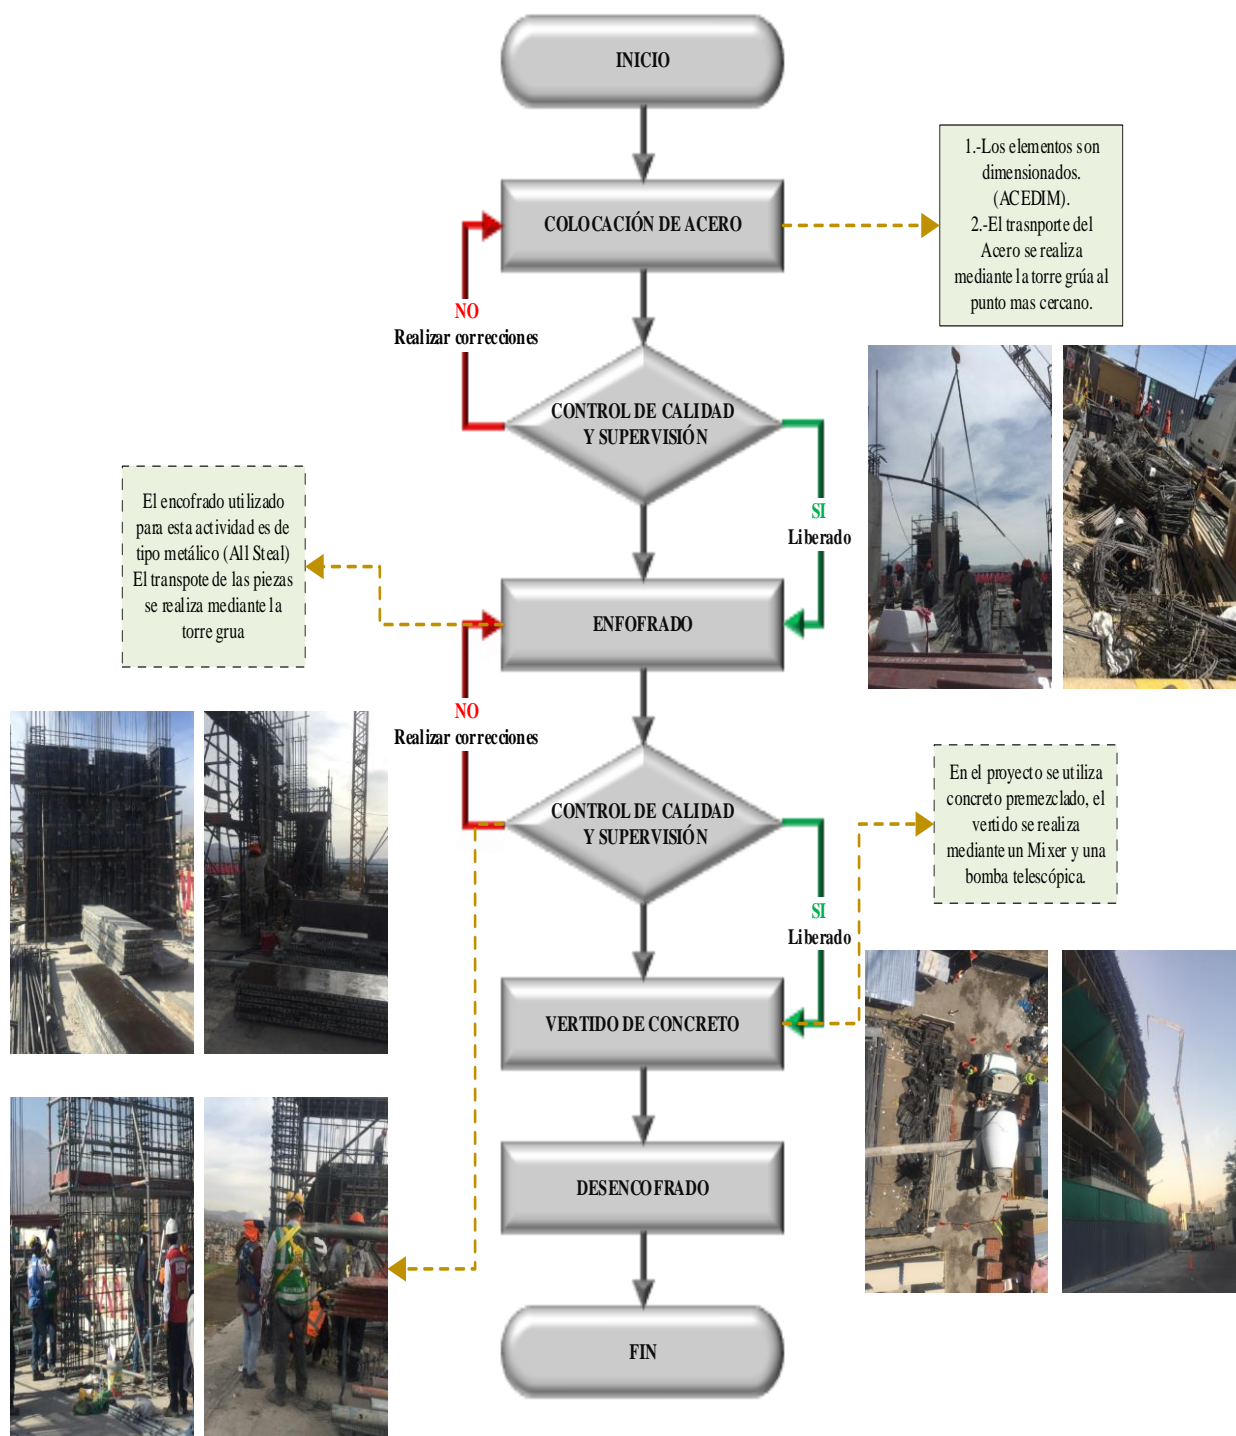 INICIO
1.-Los elementos son
dimensionados.
(ACEDIM).
2.-El trasnporte del
Acero se realiza
mediante la torre grúa al
punto mas cercano.
COLOCACIÓN DE ACERO
NO
Realizar correcciones
CONTROL DE CALIDAD
Y SUPERVISIÓN
SI
Liberado
El encofrado utilizado
para esta actividad es de
tipo metálico (All Steal)
El transpote de las piezas
se realiza mediante la
torre grua
ENFOFRADO
NO
Realizar correcciones
CONTROL DE CALIDAD
Y SUPERVISIÓN
En el proyecto se utiliza
concreto premezclado, el
vertido se realiza
mediante un Mixer y una
bomba telescópica.
SI
Liberado
VERTIDO DE CONCRETO
DESENCOFRADO
FIN